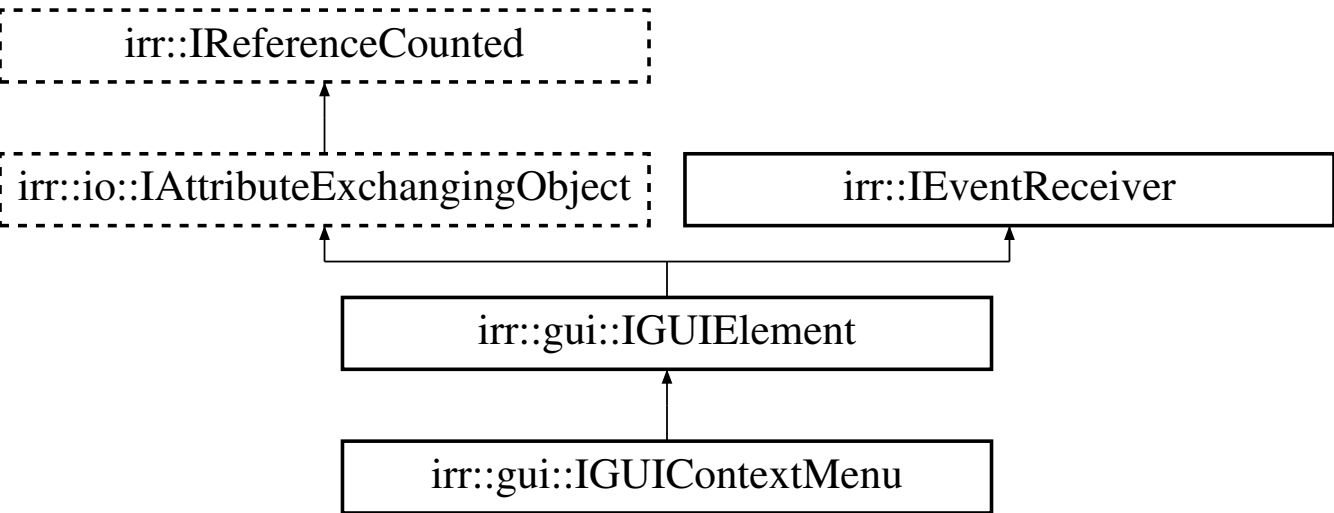 irr::IReferenceCounted
irr::io::IAttributeExchangingObject
irr::IEventReceiver
irr::gui::IGUIElement
irr::gui::IGUIContextMenu